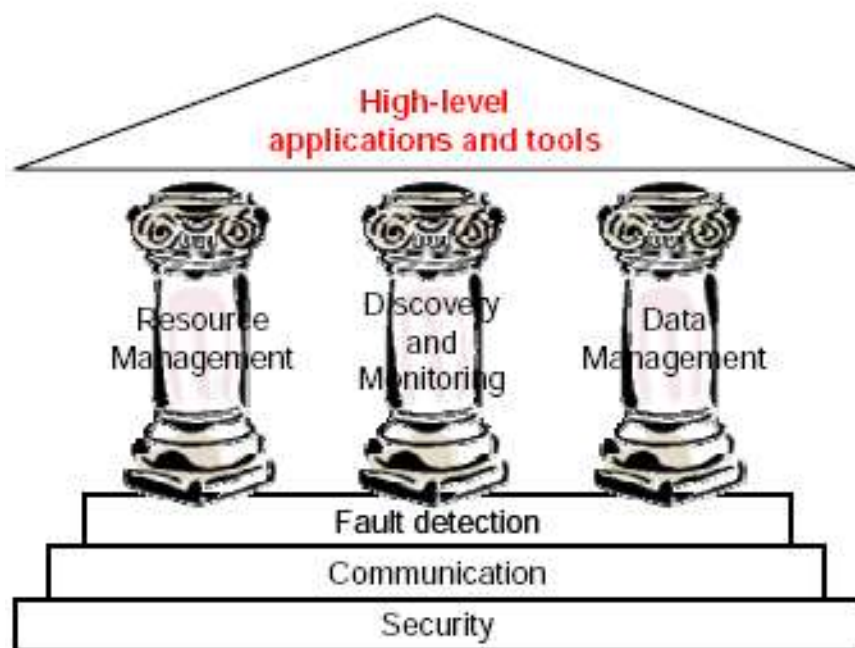 High-level
applications and tools
Resource
Management
Discovery
and
Monitoring
Data
Management
Fault detection
Communication
Security